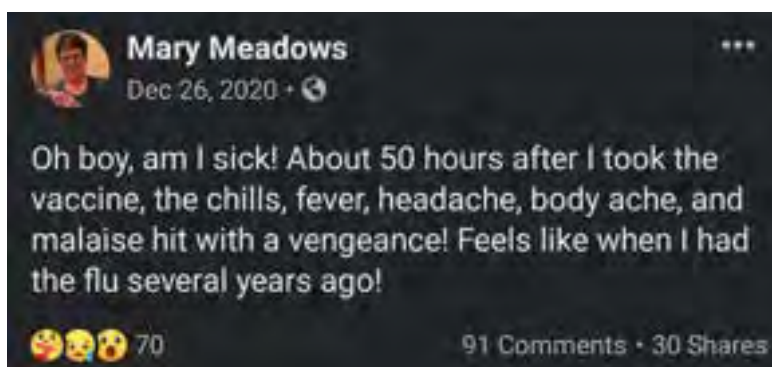 Mary Meadows
Dec 26, 2020 •
Oh boy, am I sick! About 50 hours after I took the
vaccine, the chills, fever, headache, body ache, and
malaise hit with a vengeance! Feels like when I had
the flu several years ago!
70 91 Comments • 30 Shares